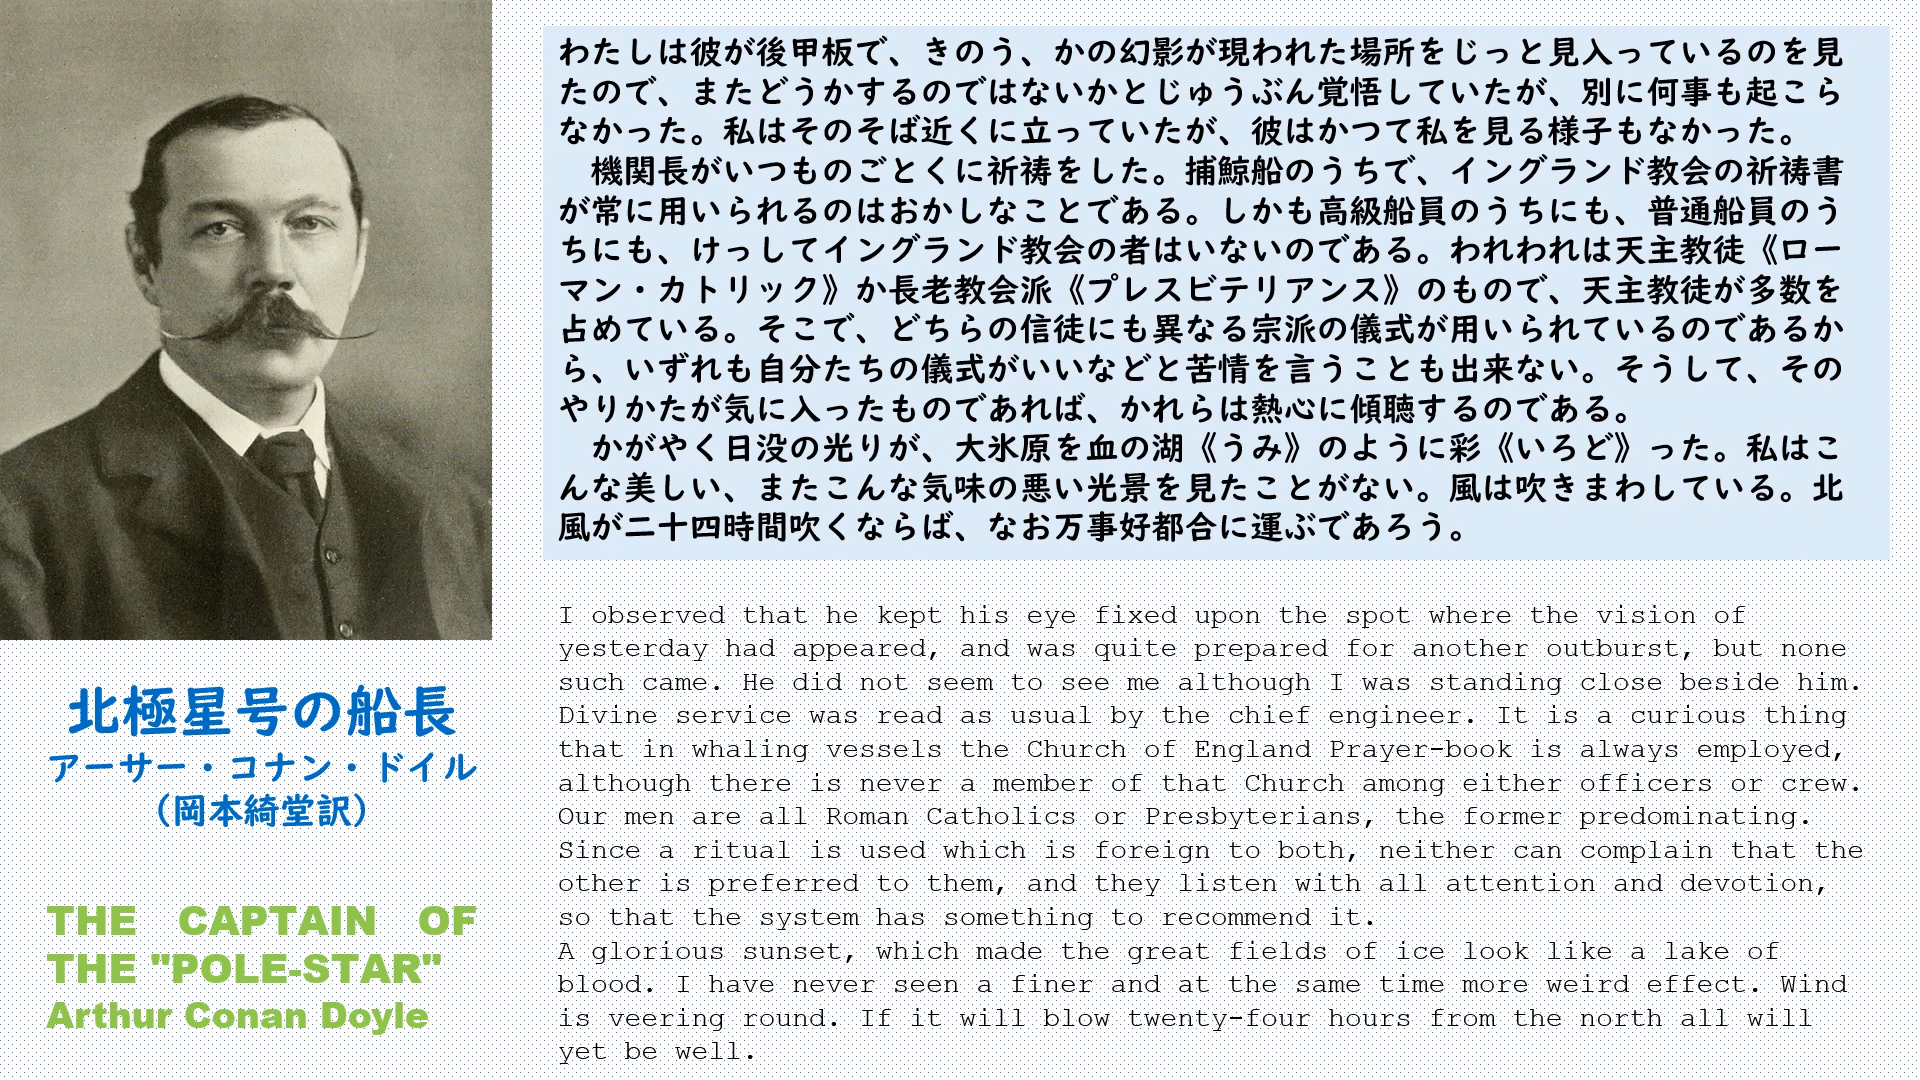 わたしは彼が後甲板で、きのう、かの幻影が現われた場所をじっと見入っているのを見
たので、またどうかするのではないかとじゅうぶん覚悟していたが、別に何事も起こら
なかった。私はそのそば近くに立っていたが、彼はかつて私を見る様子もなかった。
　機関長がいつものごとくに祈祷をした。捕鯨船のうちで、イングランド教会の祈祷書
が常に用いられるのはおかしなことである。しかも高級船員のうちにも、普通船員のう
ちにも、けっしてイングランド教会の者はいないのである。われわれは天主教徒《ロー
マン・カトリック》か長老教会派《プレスビテリアンス》のもので、天主教徒が多数を
占めている。そこで、どちらの信徒にも異なる宗派の儀式が用いられているのであるか
ら、いずれも自分たちの儀式がいいなどと苦情を言うことも出来ない。そうして、その
やりかたが気に入ったものであれば、かれらは熱心に傾聴するのである。
　かがやく日没の光りが、大氷原を血の湖《うみ》のように彩《いろど》った。私はこ
んな美しい、またこんな気味の悪い光景を見たことがない。風は吹きまわしている。北
風が二十四時間吹くならば、なお万事好都合に運ぶであろう。
I observed that he kept his eye fixed upon the spot where the vision of
yesterday had appeared, and was quite prepared for another outburst, but none
such came. He did not seem to see me although I was standing close beside him.
Divine service was read as usual by the chief engineer. It is a curious thing
that in whaling vessels the Church of England Prayer-book is always employed,
although there is never a member of that Church among either officers or crew.
Our men are all Roman Catholics or Presbyterians, the former predominating.
Since a ritual is used which is foreign to both, neither can complain that the
other is preferred to them, and they listen with all attention and devotion,
so that the system has something to recommend it.
A glorious sunset, which made the great fields of ice look like a lake of
blood. I have never seen a finer and at the same time more weird effect. Wind
is veering round. If it will blow twenty-four hours from the north all will
yet be well.
北極星号の船長
アーサー・コナン・ドイル
（岡本綺堂訳）
THE CAPTAIN OF
THE "POLE-STAR"
Arthur Conan Doyle